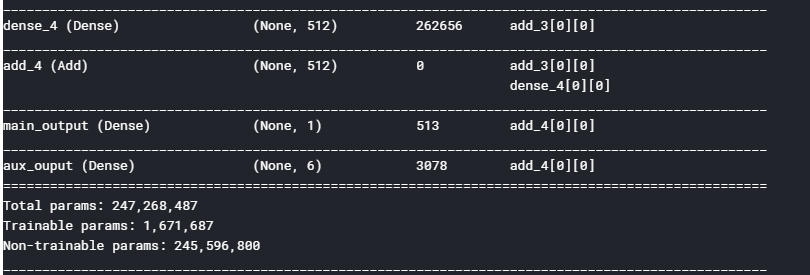 dense_4 (Dense) (None, 512) 262656 add_3[0][0]
add_4 (Add) (None, 512) 0 add_3[0][0]
dense_4[0][0]
main_output (Dense) (None, 1) 513 add_4[0][0]
aux_ouput (Dense) (None, 6) 3078 add_4[0][0]
Total params: 247,268,487
Trainable params: 1,671,687
Non-trainable params: 245,596,800